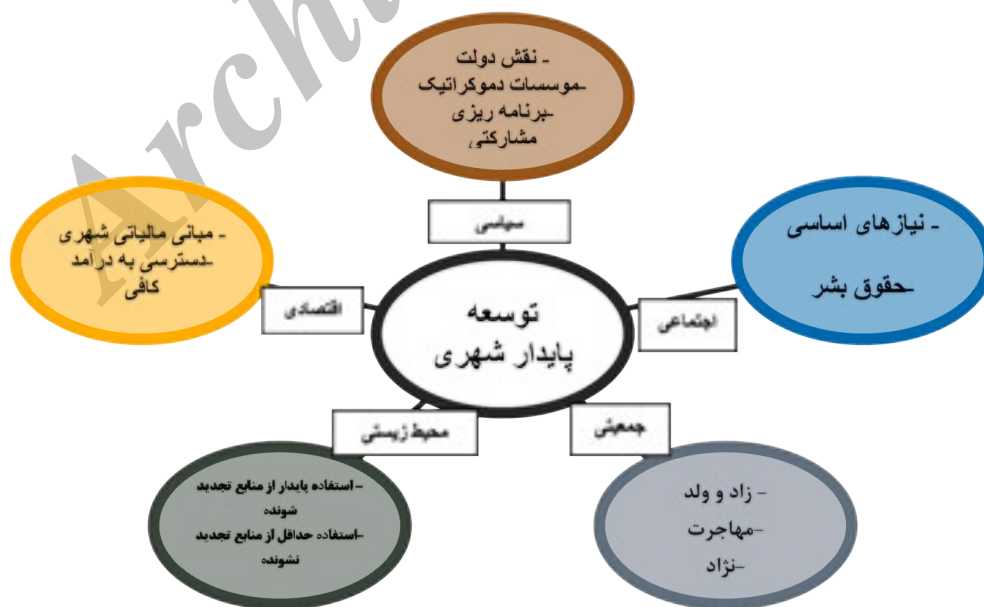 - نقش دولت
-موسسات دموکراتیک
-برنامه ریزی
مشارکتی
سیاسی
- نیازهای اساسی
-حقوق بشر
اجتماعی
- مبانی مالیاتی شهری
-دسترسی به درآمد
کافی
اقتصادی
توسعه
پایدار شهری
محیط زیستی
جمعیتی
- استفاده پایدار از منابع تجدید
شونده
-استفاده حداقل از منابع تجدید
نشونده
- زاد و ولد
-مهاجرت
-نژاد
Arch